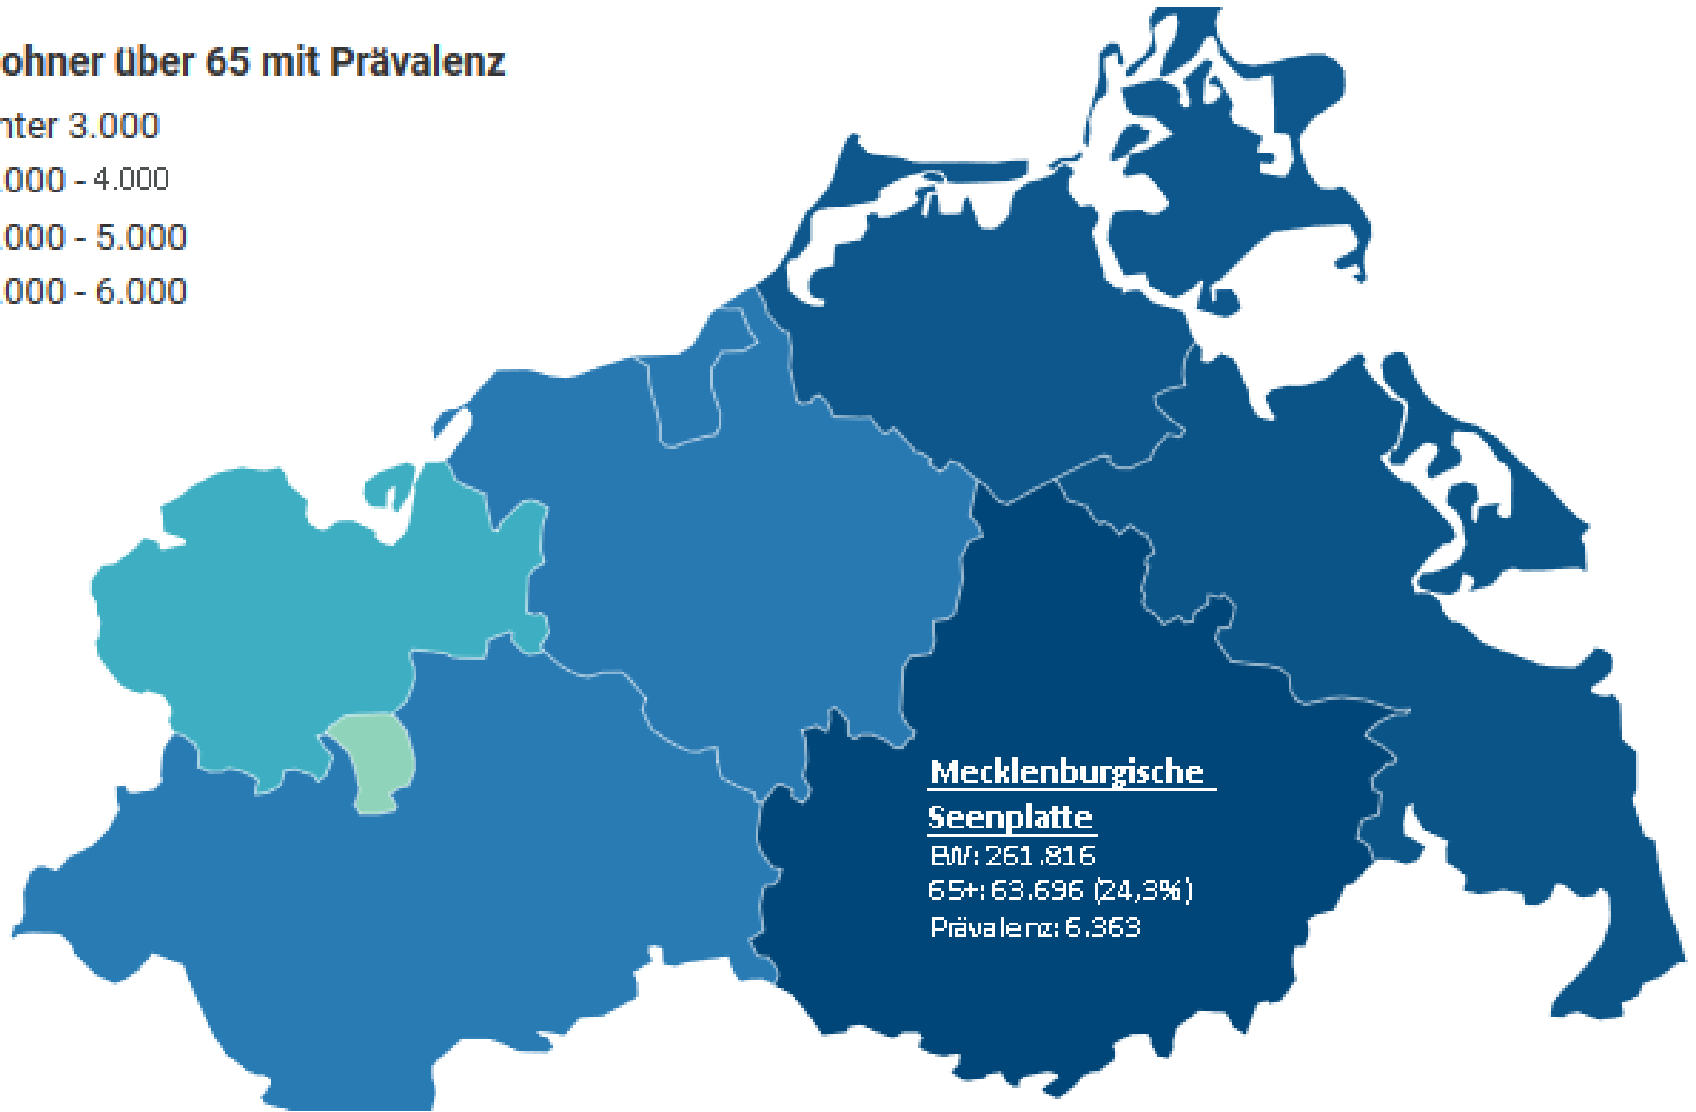 ohner über 65 mit Prävalenz
nter 3.000
.000 - 4.000
.000 - 5.000
.000 - 6.000
Mecklenburgische
Seenplatte
EW: 261.816
65+: 63.696 (24,3%)
Prävalenz: 6.363